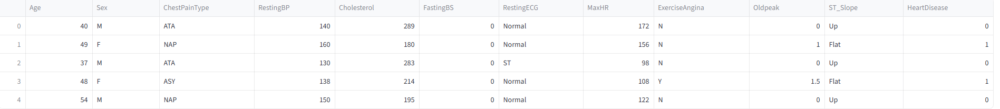 Age Sex ChestPainType RestingBP Cholesterol FastingBS RestingECG MaxHR ExerciseAngina Oldpeak ST_Slope HeartDisease
0 40 M ATA 140 289 0 Normal 172 N 0 Up 0
1 49 F NAP 160 180 0 Normal 156 N 1 Flat 1
2 37 M ATA 130 283 0 ST 98 N 0 Up 0
3 48 F ASY 138 214 0 Normal 108 Y 1.5 Flat 1
4 54 M NAP 150 195 0 Normal 122 N 0 Up 0